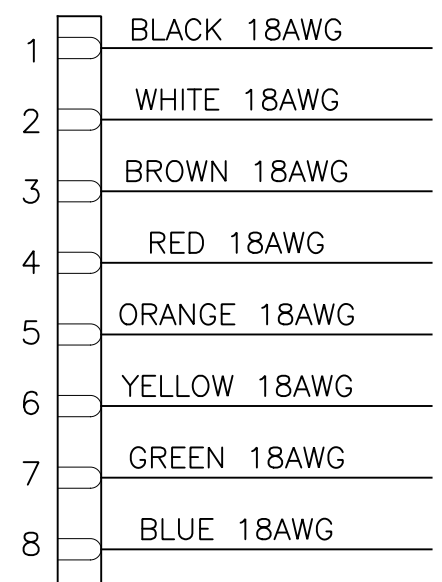 1 BLACK 18AWG
2 WHITE 18AWG
3 BROWN 18AWG
4 RED 18AWG
5 ORANGE 18AWG
6 YELLOW 18AWG
7 GREEN 18AWG
8 BLUE 18AWG